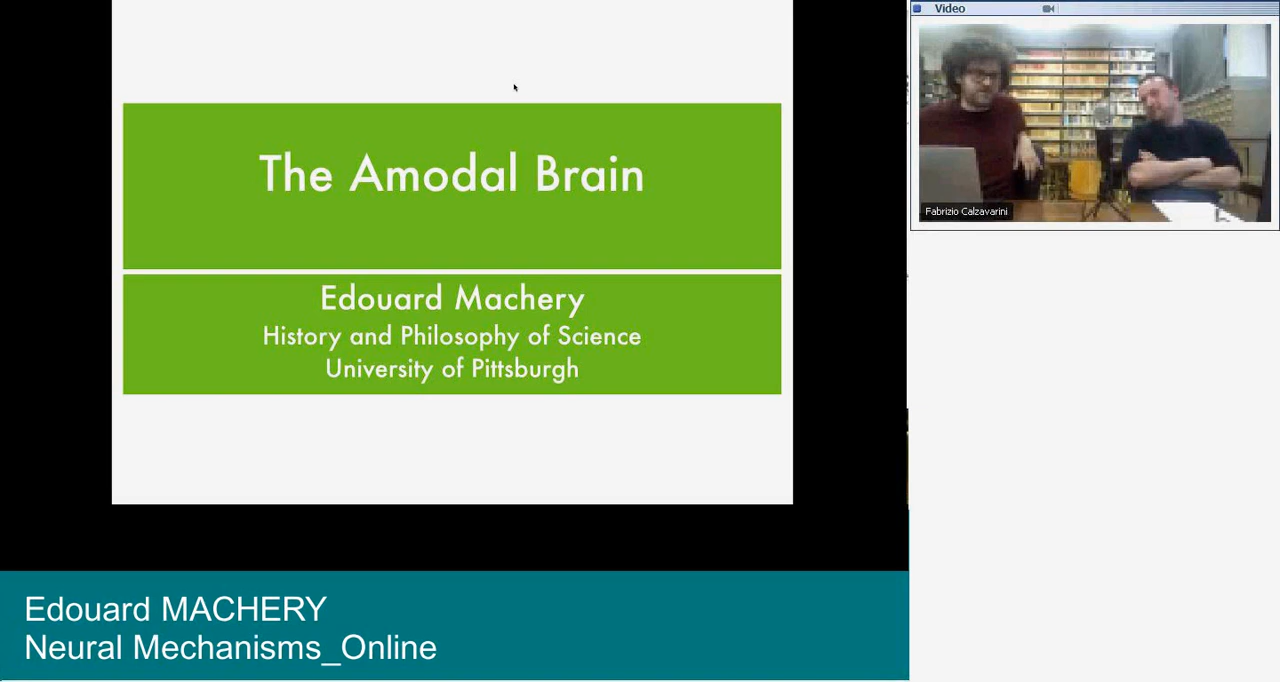 The Amodal Brain
Edouard Machery
History and Philosophy of Science
University of Pittsburgh
Video
Fabrizio Calzavarini
Edouard MACHERY
Neural Mechanisms_Online